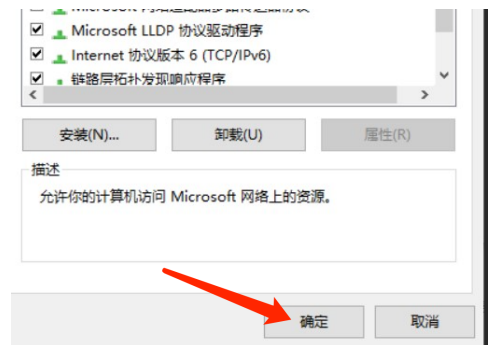 Microsoft LLDP 协议驱动程序
Internet 协议版本 6 (TCP/IPv6)
链路层拓扑发现响应程序
安装(N)...
卸载(U)
属性(R)
描述
允许你的计算机访问 Microsoft 网络上的资源。
确定
取消